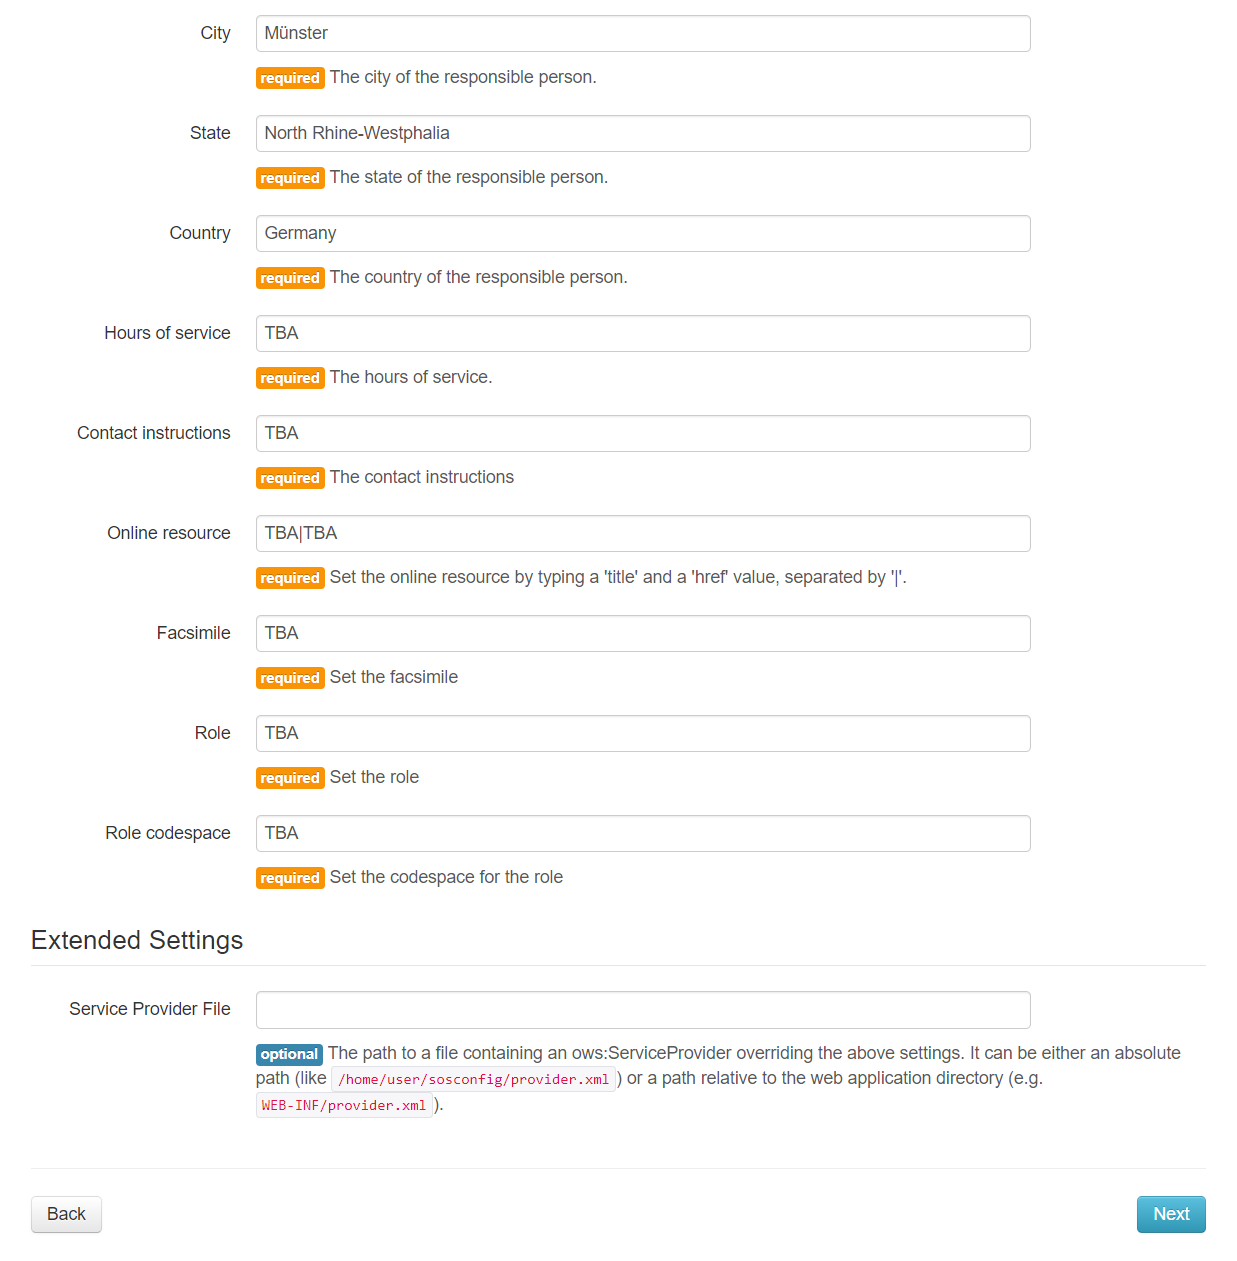 City
Münster
required The city of the responsible person.
State
North Rhine-Westphalia
required The state of the responsible person.
Country
Germany
required The country of the responsible person.
Hours of service
TBA
required The hours of service.
Contact instructions
TBA
required The contact instructions
Online resource
TBA|TBA
required Set the online resource by typing a 'title' and a 'href' value, separated by '|'.
Facsimile
TBA
required Set the facsimile
Role
TBA
required Set the role
Role codespace
TBA
required Set the codespace for the role
Extended Settings
Service Provider File
optional The path to a file containing an ows:ServiceProvider overriding the above settings. It can be either an absolute
path (like /home/user/sosconfig/provider.xml) or a path relative to the web application directory (e.g.
WEB-INF/provider.xml).
Back
Next